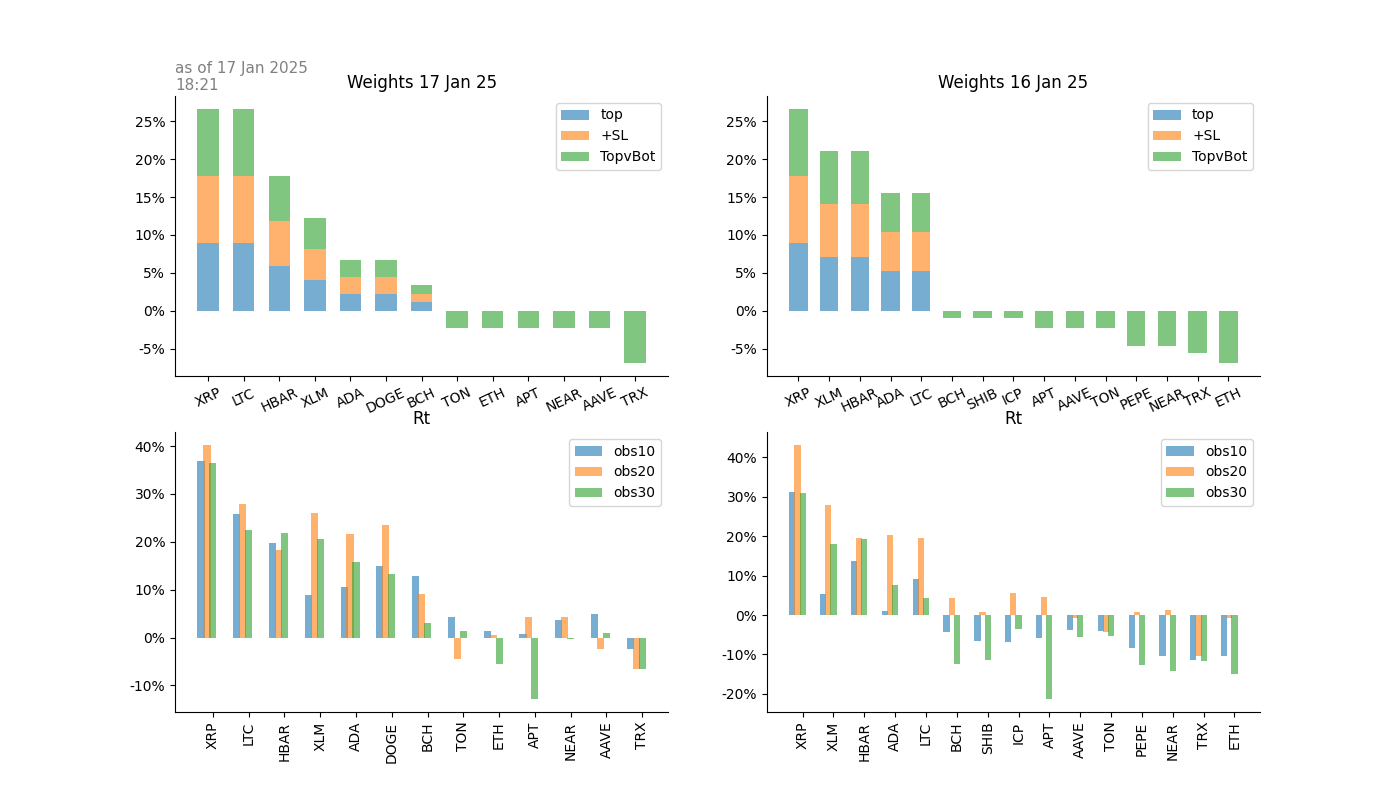 as of 17 Jan 2025
18:21
Weights 17 Jan 25
25%
20%
15%
10%
5%
0%
-5%
top
+SL
TopvBot
XRP LTC HBAR XLM ADA DOGE BCH TON ETH APT NEAR AAVE TRX
Weights 16 Jan 25
25%
20%
15%
10%
5%
0%
-5%
top
+SL
TopvBot
XRP XLM HBAR ADA LTC BCH SHIB ICP APT AAVE TON PEPE NEAR TRX ETH
Rt
40%
30%
20%
10%
0%
-10%
obs10
obs20
obs30
XRP LTC HBAR XLM ADA DOGE BCH TON ETH APT NEAR AAVE TRX
Rt
40%
30%
20%
10%
0%
-10%
-20%
obs10
obs20
obs30
XRP XLM HBAR ADA LTC BCH SHIB ICP APT AAVE TON PEPE NEAR TRX ETH